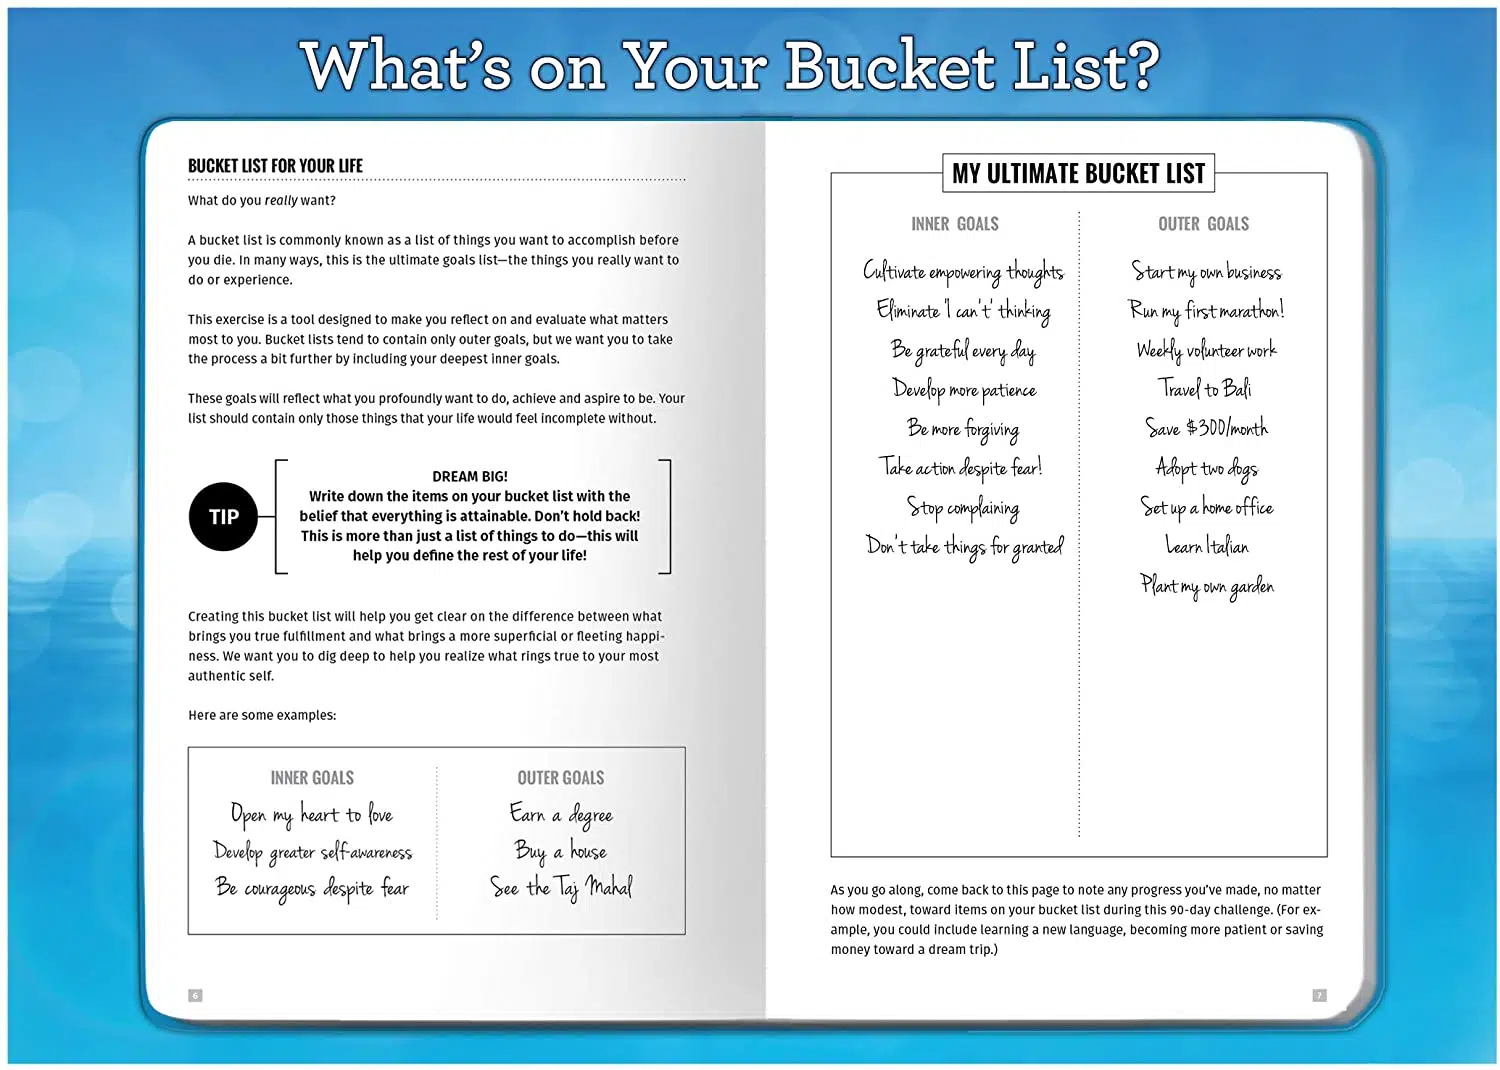 What's on Your Bucket List?
BUCKET LIST FOR YOUR LIFE
What do you really want?
A bucket list is commonly known as a list of things you want to accomplish before
you die. In many ways, this is the ultimate goals list—the things you really want to
do or experience.
This exercise is a tool designed to make you reflect on and evaluate what matters
most to you. Bucket lists tend to contain only outer goals, but we want you to take
the process a bit further by including your deepest inner goals.
These goals will reflect what you profoundly want to do, achieve and aspire to be. Your
list should contain only those things that your life would feel incomplete without.
TIP
DREAM BIG!
Write down the items on your bucket list with the
belief that everything is attainable. Don't hold back!
This is more than just a list of things to do—this will
help you define the rest of your life!
Creating this bucket list will help you get clear on the difference between what
brings you true fulfillment and what brings a more superficial or fleeting happi-
ness. We want you to dig deep to help you realize what rings true to your most
authentic self.
Here are some examples:
INNER GOALS
Open my heart to love
Develop greater self-awareness
Be courageous despite fear
OUTER GOALS
Earn a degree
Buy a house
See the Taj Mahal
6
MY ULTIMATE BUCKET LIST
INNER GOALS
Cultivate empowering thoughts
Eliminate 'I can't' thinking
Be grateful every day
Develop more patience
Be more forgiving
Take action despite fear!
Stop complaining
Don't take things for granted
OUTER GOALS
Start my own business
Run my first marathon!
Weekly volunteer work
Travel to Bali
Save $300/month
Adopt two dogs
Set up a home office
Learn Italian
Plant my own garden
As you go along, come back to this page to note any progress you've made, no matter
how modest, toward items on your bucket list during this 90-day challenge. (For ex-
ample, you could include learning a new language, becoming more patient or saving
money toward a dream trip.)
7